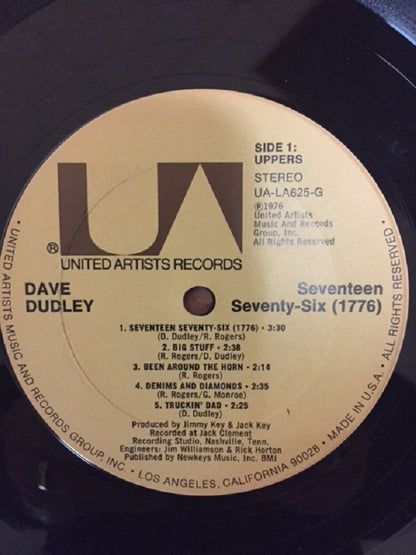 SIDE 1:
UPPERS
STEREO
UA-LA625-G
℗1976
United Artists
Music And Records
Group, Inc.
All Rights Reserved
UA
®
UNITED ARTISTS RECORDS
DAVE
DUDLEY
Seventeen
Seventy-Six (1776)
1. SEVENTEEN SEVENTY-SIX (1776) • 3:30
(D. Dudley/R. Rogers)
2. BIG STUFF • 2:38
(R. Rogers/D. Dudley)
3. BEEN AROUND THE HORN • 2:14
(R. Rogers)
4. DENIMS AND DIAMONDS • 2:35
(R. Rogers/G. Monroe)
5. TRUCKIN' DAD • 2:25
(D. Dudley)
Produced by Jimmy Key & Jack Key
Recorded at Jack Clement
Recording Studio, Nashville, Tenn.
Engineers: Jim Williamson & Rick Horton
Published by Newkeys Music, Inc. BMI
• UNITED ARTISTS MUSIC AND RECORDS GROUP, INC. • LOS ANGELES, CALIFORNIA 90028 • MADE IN U.S.A. • ALL RIGHTS RESERVED •